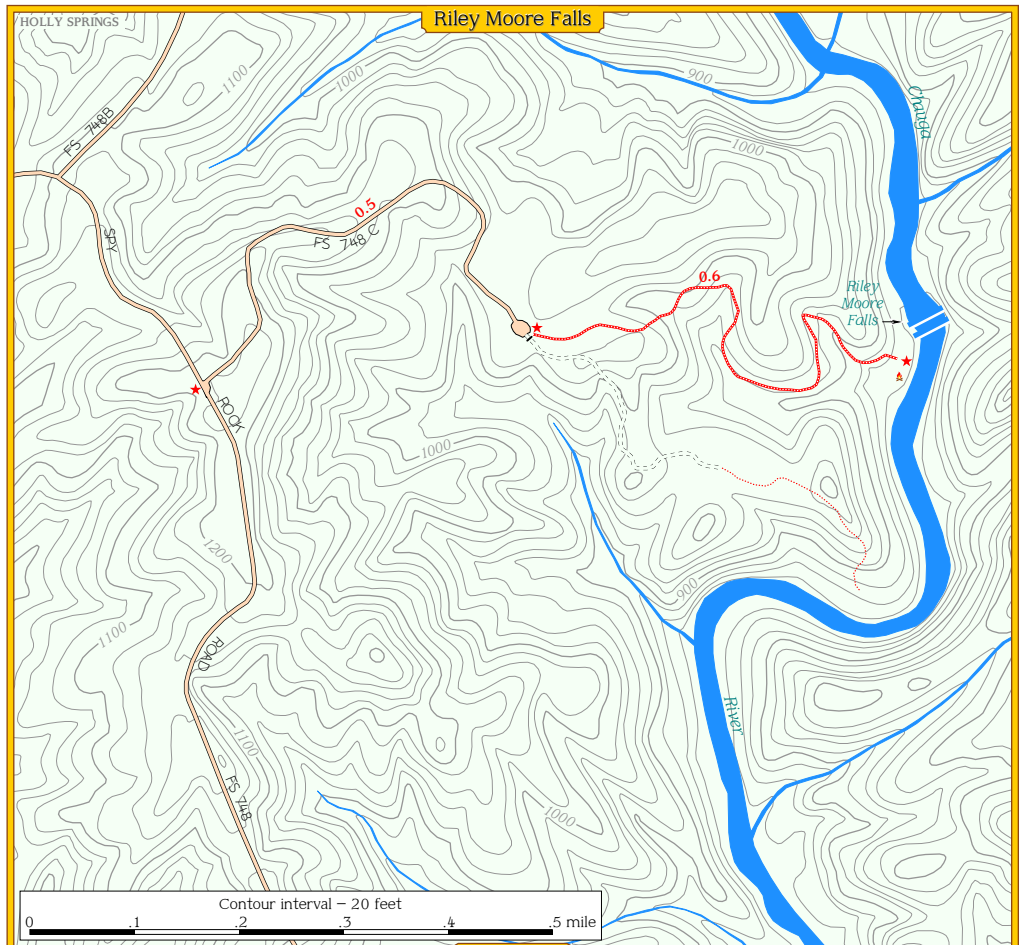 Riley Moore Falls
HOLLY SPRINGS
1100
1000
900
FS 748B
Chauga
1000
0.5
SPY
FS 748 C
0.6
Riley
Moore
Falls
ROCK
1000
1200
900
1100
ROAD
River
1100
FS 748
1000
Contour interval – 20 feet
0 .1 .2 .3 .4 .5 mile